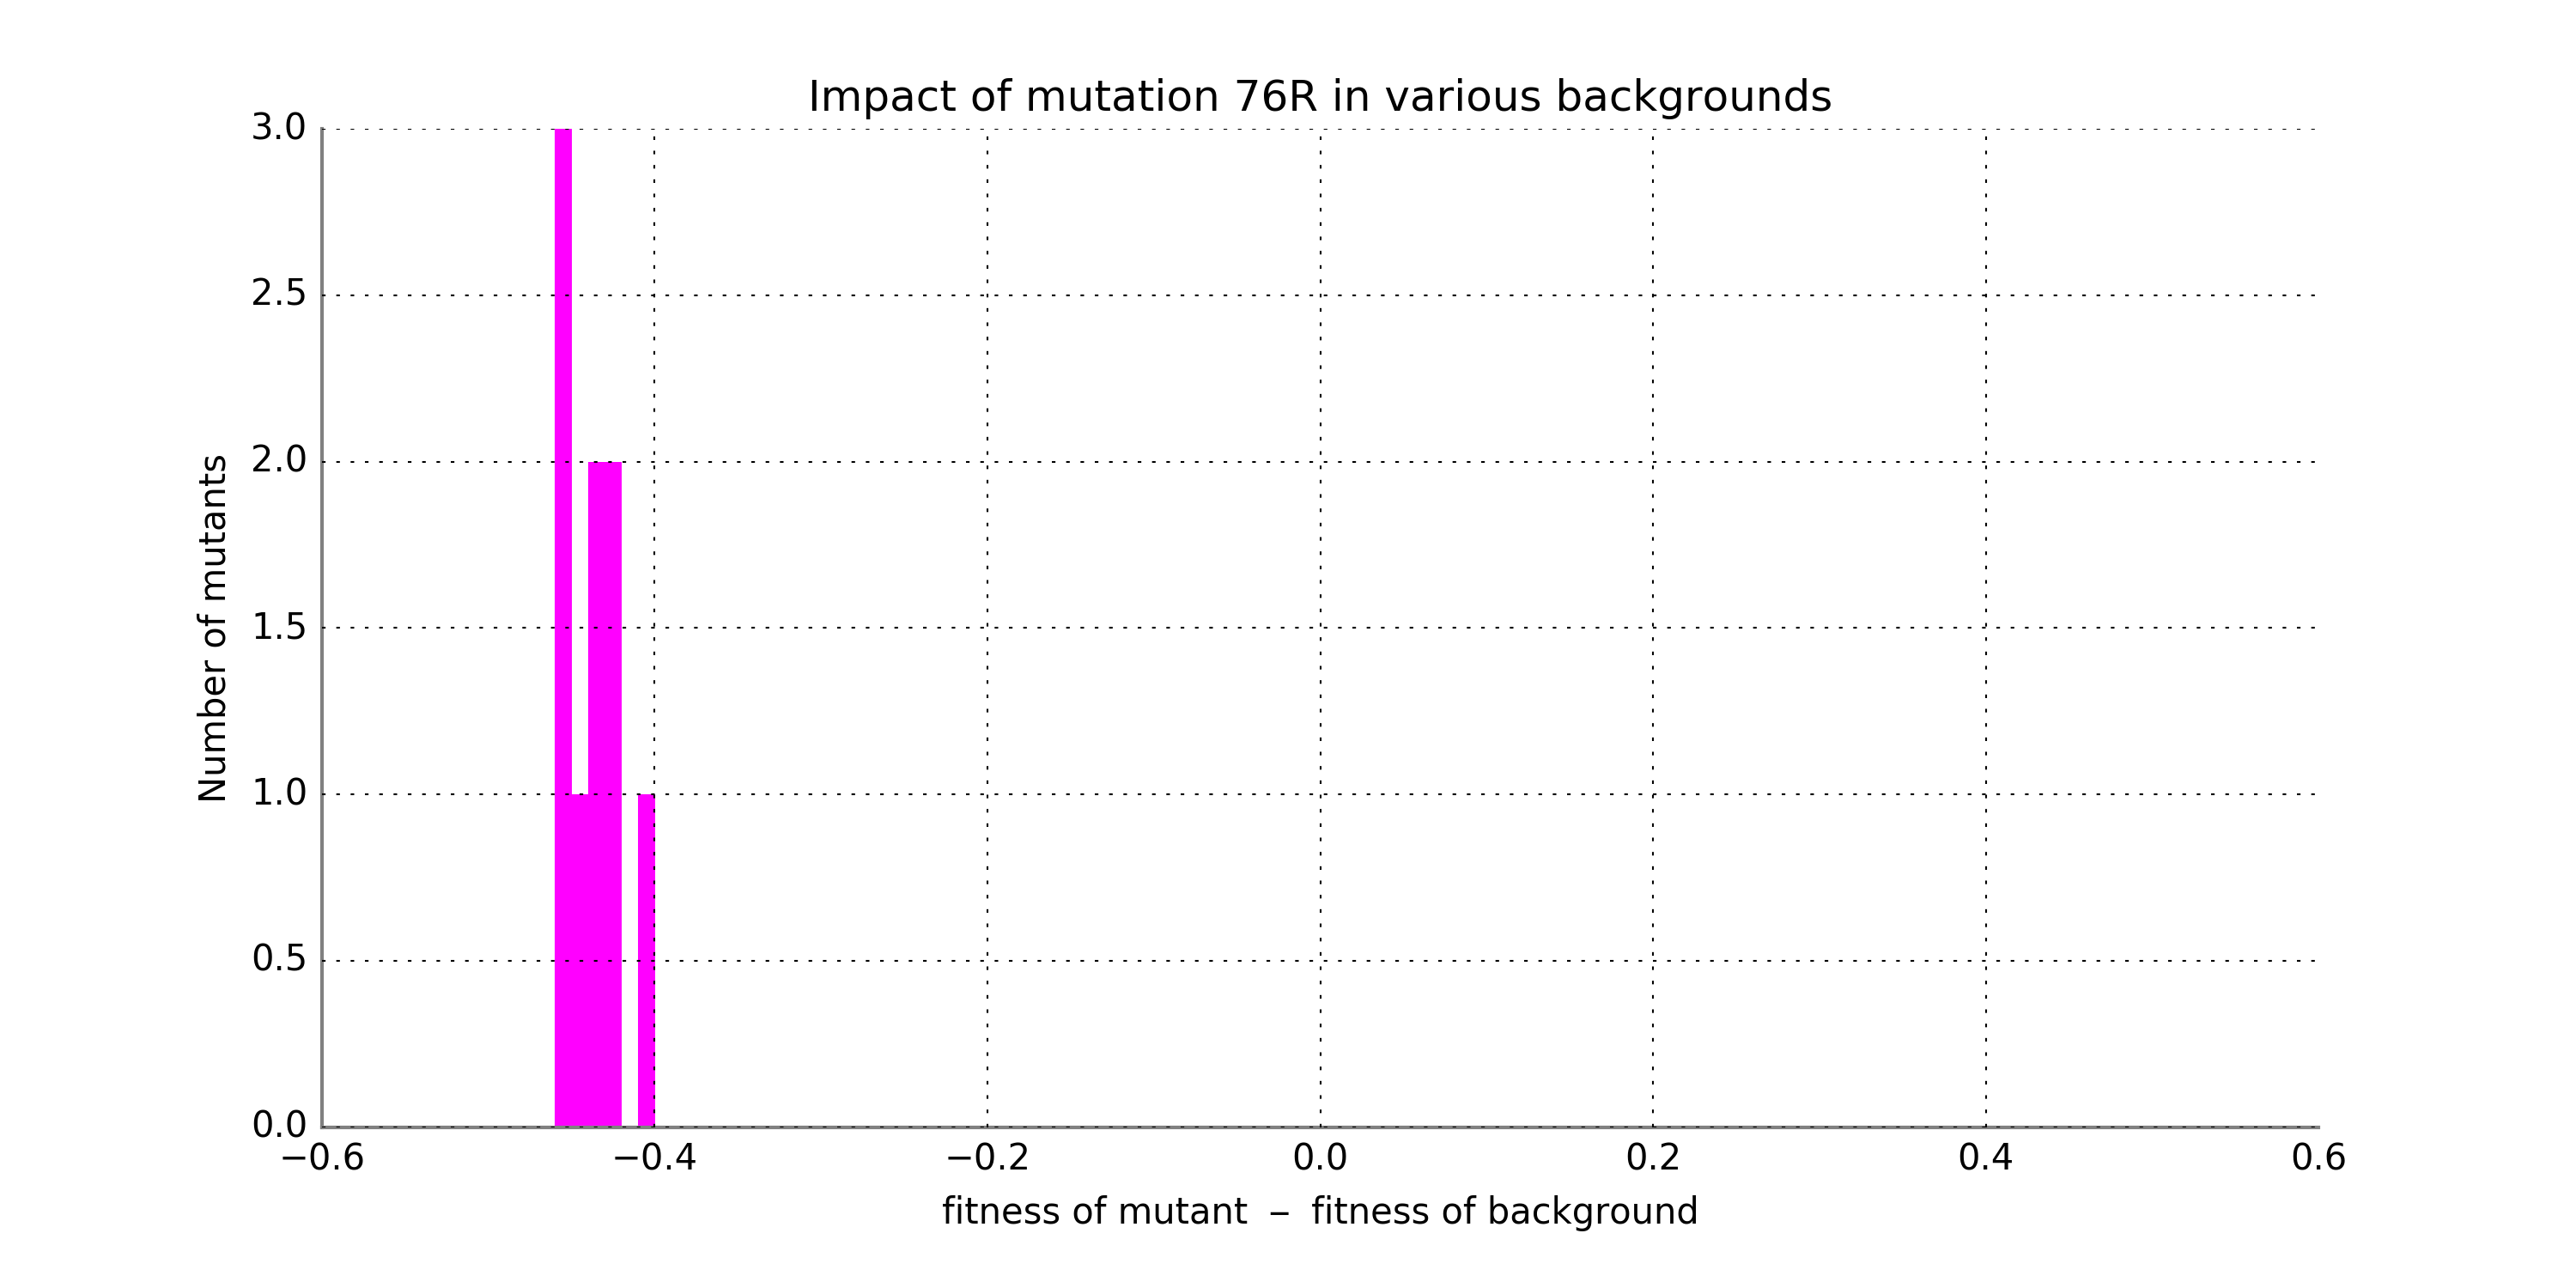 Impact of mutation 76R in various backgrounds
3.0
2.5
2.0
1.5
1.0
0.5
0.0
Number of mutants
−0.6 −0.4 −0.2 0.0 0.2 0.4 0.6
fitness of mutant − fitness of background